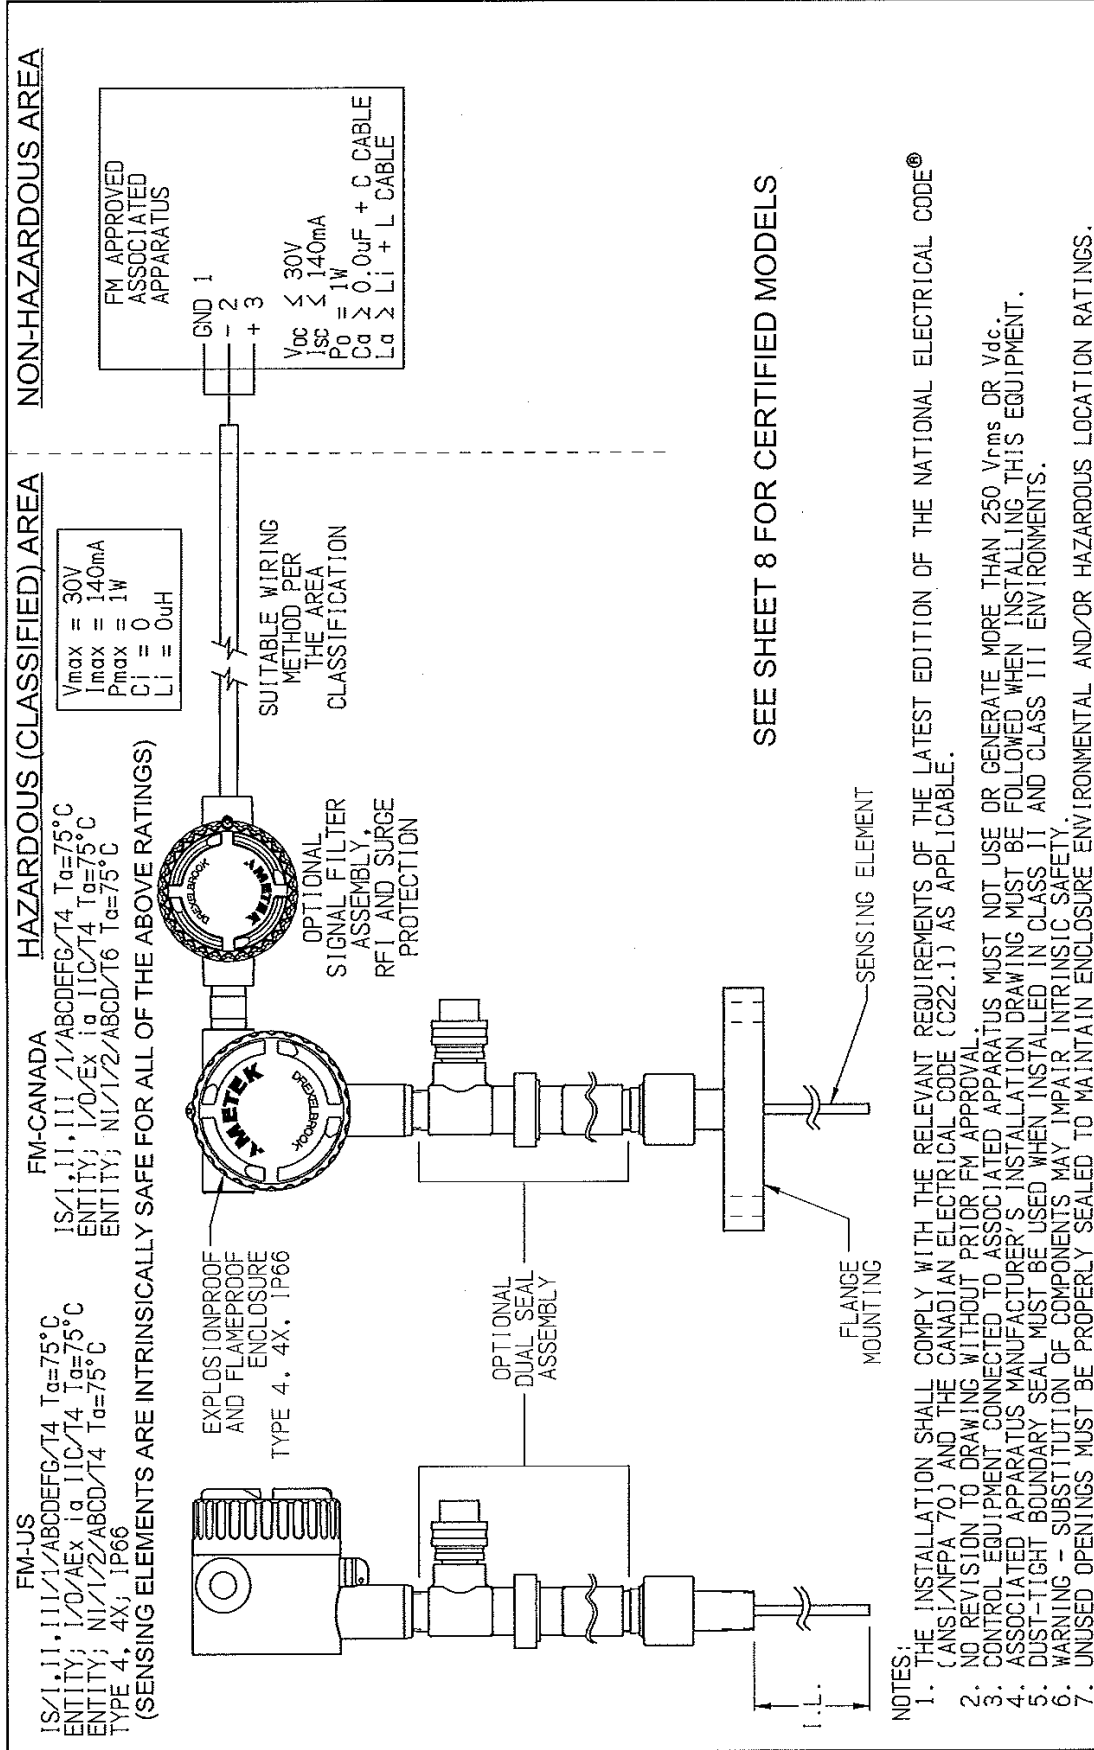 FM-US
IS/I,II,III/1/ABCDEFG/T4 Ta=75°C
ENTITY; I/0/AEx ia IIC/T4 Ta=75°C
ENTITY; NI/I/2/ABCD/T4 Ta=75°C
TYPE 4, 4X; IP66
FM-CANADA
IS/I,II,III /1/ABCDEFG/T4 Ta=75°C
ENTITY; I/0/Ex ia IIC/T4 Ta=75°C
ENTITY; NI/I/2/ABCD/T6 Ta=75°C
(SENSING ELEMENTS ARE INTRINSICALLY SAFE FOR ALL OF THE ABOVE RATINGS)
HAZARDOUS (CLASSIFIED) AREA
Vmax = 30V
Imax = 140mA
Pmax = 1W
Ci = 0
Li = 0uH
NON-HAZARDOUS AREA
FM APPROVED
ASSOCIATED
APPARATUS
GND 1
- 2
+ 3
Voc ≤ 30V
Isc ≤ 140mA
Po = 1W
Ca ≥ 0.0uF + C CABLE
La ≥ Li + L CABLE
EXPLOSIONPROOF
AND FLAMEPROOF
ENCLOSURE
TYPE 4, 4X, IP66
AMETEK
DREXELBROOK
DREXELBROOK
AMETEK
OPTIONAL
SIGNAL FILTER
ASSEMBLY,
RFI AND SURGE
PROTECTION
SUITABLE WIRING
METHOD PER
THE AREA
CLASSIFICATION
OPTIONAL
DUAL SEAL
ASSEMBLY
I.L.
FLANGE
MOUNTING
SENSING ELEMENT
SEE SHEET 8 FOR CERTIFIED MODELS
NOTES:
1. THE INSTALLATION SHALL COMPLY WITH THE RELEVANT REQUIREMENTS OF THE LATEST EDITION OF THE NATIONAL ELECTRICAL CODE®
(ANSI/NFPA 70) AND THE CANADIAN ELECTRICAL CODE (C22.1) AS APPLICABLE.
2. NO REVISION TO DRAWING WITHOUT PRIOR FM APPROVAL.
3. CONTROL EQUIPMENT CONNECTED TO ASSOCIATED APPARATUS MUST NOT USE OR GENERATE MORE THAN 250 Vrms OR Vdc.
4. ASSOCIATED APPARATUS MANUFACTURER'S INSTALLATION DRAWING MUST BE FOLLOWED WHEN INSTALLING THIS EQUIPMENT.
5. DUST-TIGHT BOUNDARY SEAL MUST BE USED WHEN INSTALLED IN CLASS II AND CLASS III ENVIRONMENTS.
6. WARNING - SUBSTITUTION OF COMPONENTS MAY IMPAIR INTRINSIC SAFETY.
7. UNUSED OPENINGS MUST BE PROPERLY SEALED TO MAINTAIN ENCLOSURE ENVIRONMENTAL AND/OR HAZARDOUS LOCATION RATINGS.